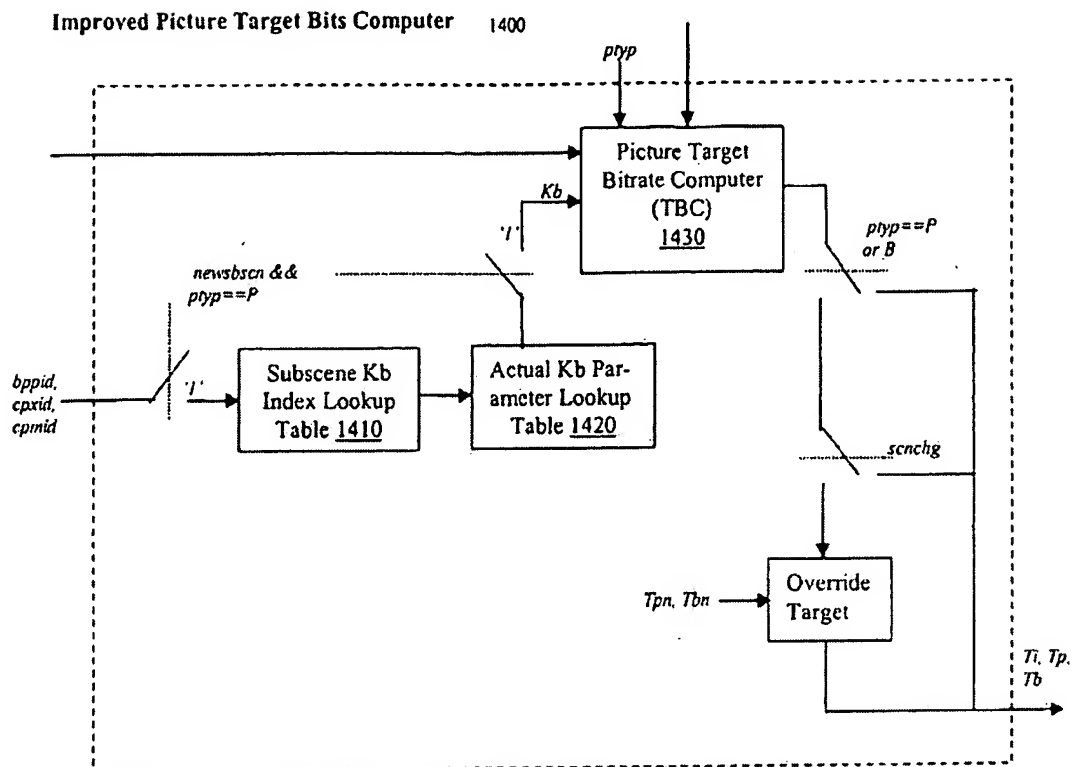 Improved Picture Target Bits Computer 1400
ptyp
Picture Target
Bitrate Computer
(TBC)
1430
Kb
'1'
ptyp==P
or B
newsbscn &&
ptyp==P
bppid,
cpxid,
cpmid
'1'
Subscene Kb
Index Lookup
Table 1410
Actual Kb Par-
ameter Lookup
Table 1420
scnchg
Tpn, Tbn
Override
Target
Ti, Tp,
Tb